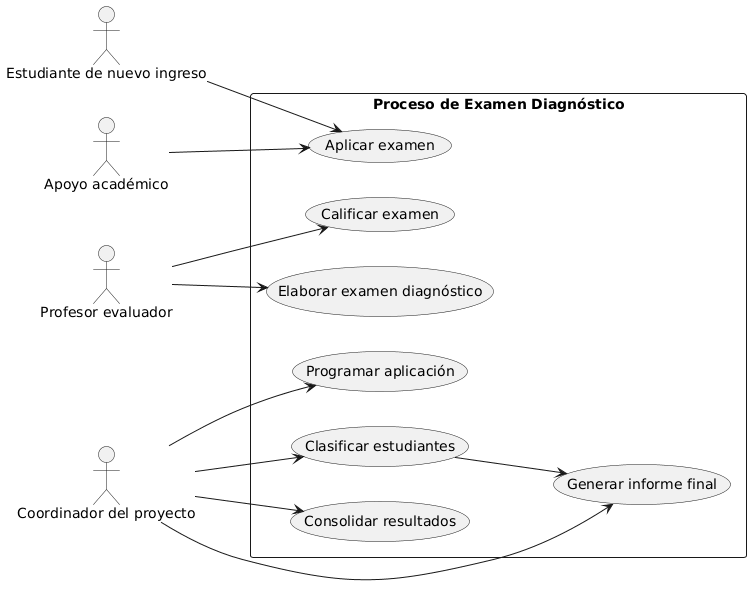 Estudiante de nuevo ingreso
Proceso de Examen Diagnóstico
Aplicar examen
Apoyo académico
Calificar examen
Elaborar examen diagnóstico
Profesor evaluador
Programar aplicación
Clasificar estudiantes
Generar informe final
Coordinador del proyecto
Consolidar resultados